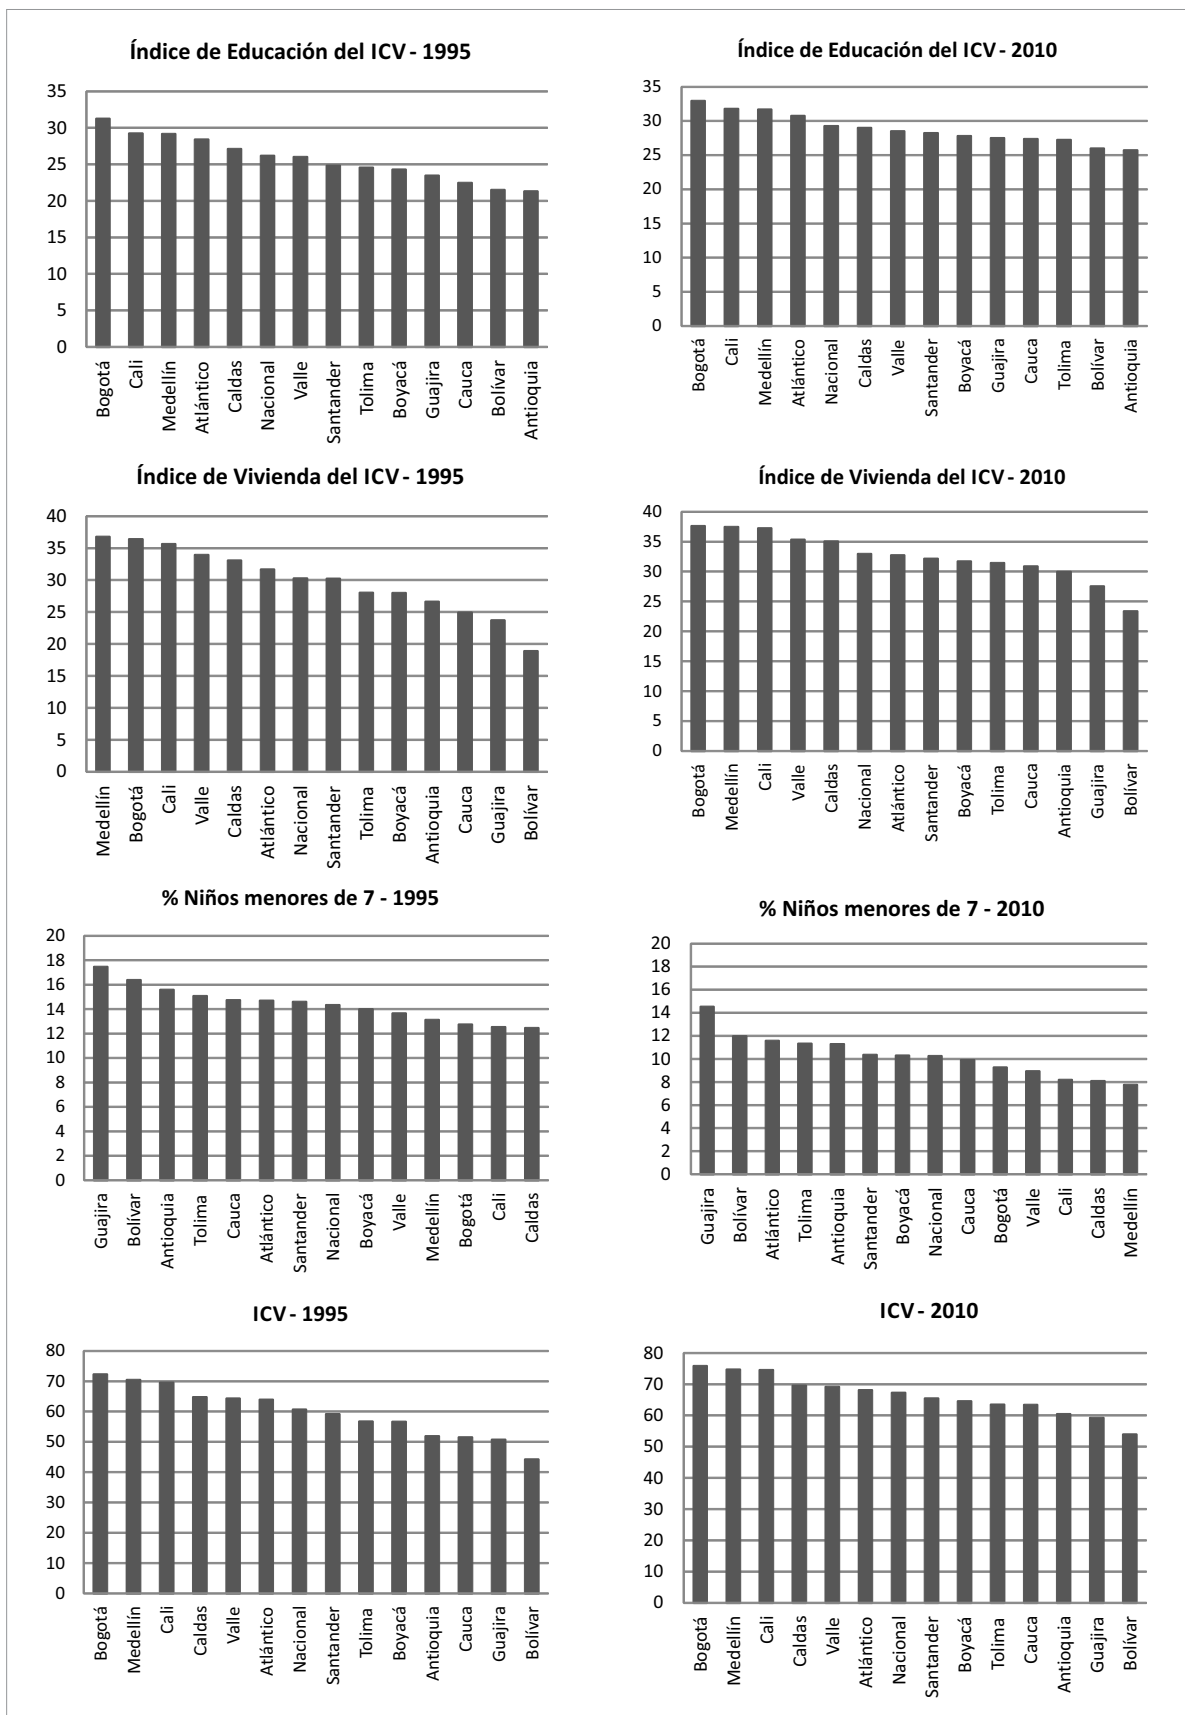 Índice de Educación del ICV - 1995
35
30
25
20
15
10
5
0
Bogotá
Cali
Medellín
Atlántico
Caldas
Nacional
Valle
Santander
Tolima
Boyacá
Guajira
Cauca
Bolívar
Antioquia
Índice de Educación del ICV - 2010
35
30
25
20
15
10
5
0
Bogotá
Cali
Medellín
Atlántico
Nacional
Caldas
Valle
Santander
Boyacá
Guajira
Cauca
Tolima
Bolívar
Antioquia
Índice de Vivienda del ICV - 1995
40
35
30
25
20
15
10
5
0
Medellín
Bogotá
Cali
Valle
Caldas
Atlántico
Nacional
Santander
Tolima
Boyacá
Antioquia
Cauca
Guajira
Bolívar
Índice de Vivienda del ICV - 2010
40
35
30
25
20
15
10
5
0
Bogotá
Medellín
Cali
Valle
Caldas
Nacional
Atlántico
Santander
Boyacá
Tolima
Cauca
Antioquia
Guajira
Bolívar
% Niños menores de 7 - 1995
20
18
16
14
12
10
8
6
4
2
0
Guajira
Bolívar
Antioquia
Tolima
Cauca
Atlántico
Santander
Nacional
Boyacá
Valle
Medellín
Bogotá
Cali
Caldas
% Niños menores de 7 - 2010
20
18
16
14
12
10
8
6
4
2
0
Guajira
Bolívar
Atlántico
Tolima
Antioquia
Santander
Boyacá
Nacional
Cauca
Bogotá
Valle
Cali
Caldas
Medellín
ICV - 1995
80
70
60
50
40
30
20
10
0
Bogotá
Medellín
Cali
Caldas
Valle
Atlántico
Nacional
Santander
Tolima
Boyacá
Antioquia
Cauca
Guajira
Bolívar
ICV - 2010
80
70
60
50
40
30
20
10
0
Bogotá
Medellín
Cali
Caldas
Valle
Atlántico
Nacional
Santander
Boyacá
Tolima
Cauca
Antioquia
Guajira
Bolívar